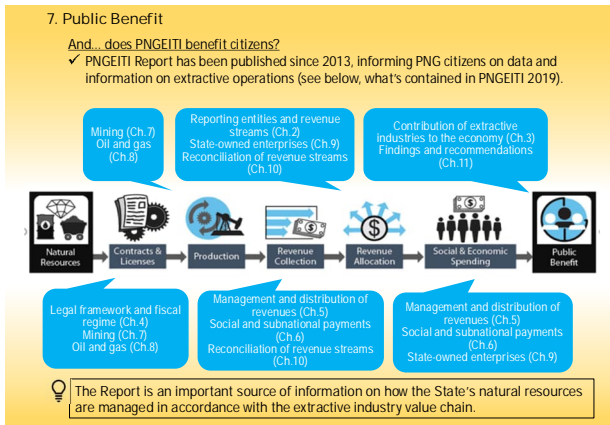 7. Public Benefit
And... does PNGEITI benefit citizens?
✓ PNGEITI Report has been published since 2013, informing PNG citizens on data and
information on extractive operations (see below, what's contained in PNGEITI 2019).
Mining (Ch.7)
Oil and gas
(Ch.8)
Reporting entities and revenue
streams (Ch.2)
State-owned enterprises (Ch.9)
Reconciliation of revenue streams
(Ch.10)
Contribution of extractive
industries to the economy (Ch.3)
Findings and recommendations
(Ch.11)
Natural
Resources
Contracts &
Licenses
Production
Revenue
Collection
Revenue
Allocation
Social & Economic
Spending
Public
Benefit
Legal framework and fiscal
regime (Ch.4)
Mining (Ch.7)
Oil and gas (Ch.8)
Management and distribution of
revenues (Ch.5)
Social and subnational payments
(Ch.6)
Reconciliation of revenue streams
(Ch.10)
Management and distribution of
revenues (Ch.5)
Social and subnational payments
(Ch.6)
State-owned enterprises (Ch.9)
The Report is an important source of information on how the State's natural resources
are managed in accordance with the extractive industry value chain.